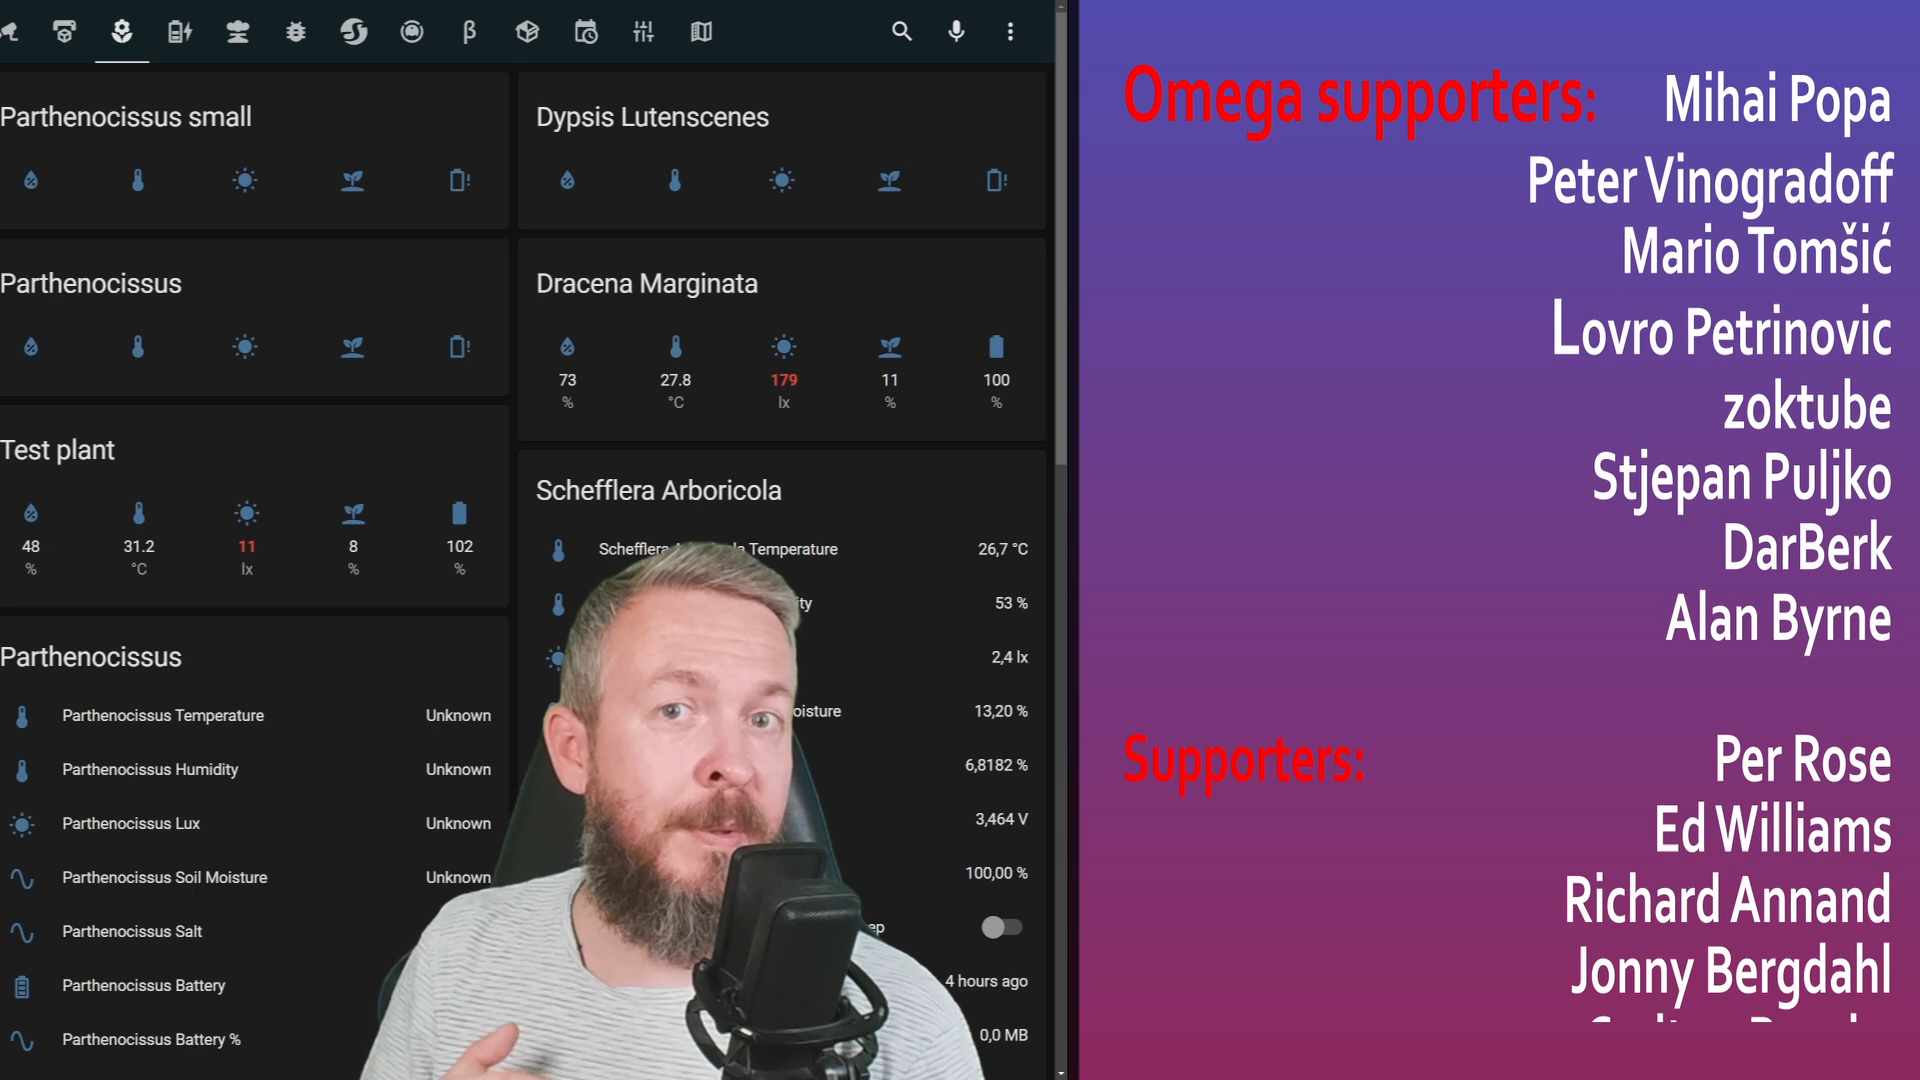 Parthenocissus small
Parthenocissus
Test plant
48 31.2 11 8 102
% °C lx % %
Parthenocissus
Parthenocissus Temperature Unknown
Parthenocissus Humidity Unknown
Parthenocissus Lux Unknown
Parthenocissus Soil Moisture Unknown
Parthenocissus Salt
Parthenocissus Battery
Parthenocissus Battery %
Dypsis Lutenscenes
Dracena Marginata
73 27.8 179 11 100
% °C lx % %
Schefflera Arboricola
Schefflera Temperature 26,7 °C
53 %
2,4 lx
13,20 %
6,8182 %
3,464 V
100,00 %
4 hours ago
0,0 MB
Omega supporters: Mihai Popa
Peter Vinogradoff
Mario Tomšić
Lovro Petrinovic
zoktube
Stjepan Puljko
DarBerk
Alan Byrne
Supporters: Per Rose
Ed Williams
Richard Annand
Jonny Bergdahl